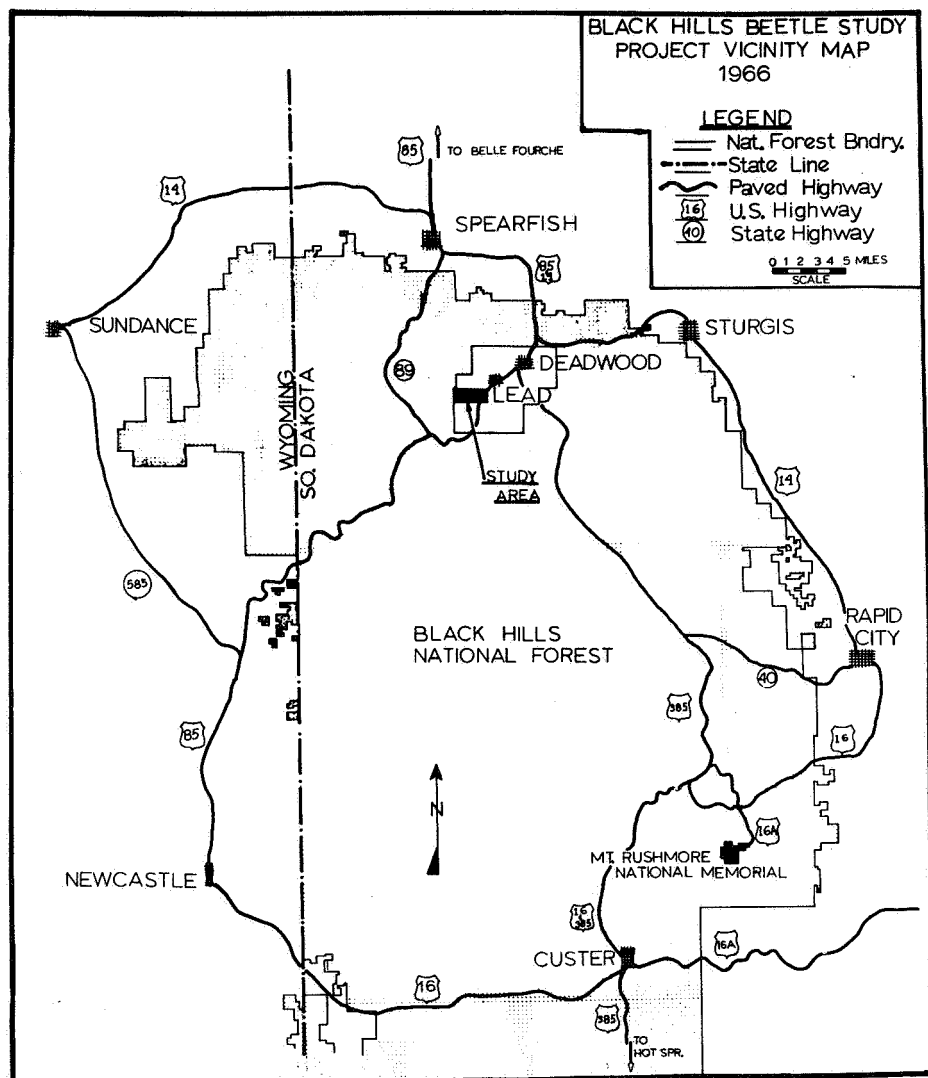 BLACK HILLS BEETLE STUDY
PROJECT VICINITY MAP
1966
LEGEND
Nat. Forest Bndry.
State Line
Paved Highway
16 U.S. Highway
40 State Highway
0 1 2 3 4 5 MILES
SCALE
85
TO BELLE FOURCHE
14
SPEARFISH
85
SUNDANCE
STURGIS
DEADWOOD
89
LEAD
WYOMING
SO. DAKOTA
STUDY
AREA
14
585
RAPID
CITY
BLACK HILLS
NATIONAL FOREST
40
385
85
16
N
16A
MT. RUSHMORE
NATIONAL MEMORIAL
NEWCASTLE
16
385
CUSTER
16A
16
385
TO
HOT SPR.